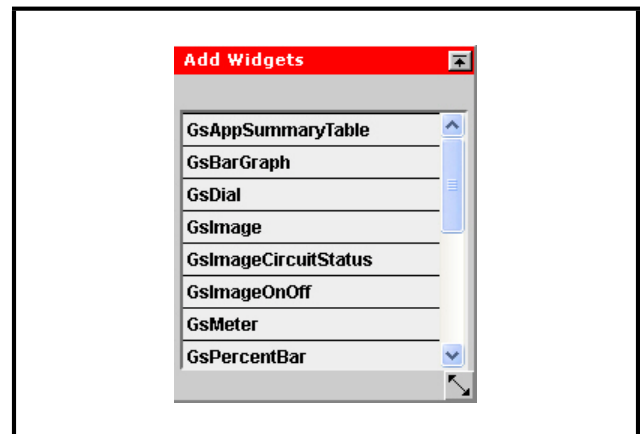 Add Widgets
GsAppSummaryTable
GsBarGraph
GsDial
GsImage
GsImageCircuitStatus
GsImageOnOff
GsMeter
GsPercentBar